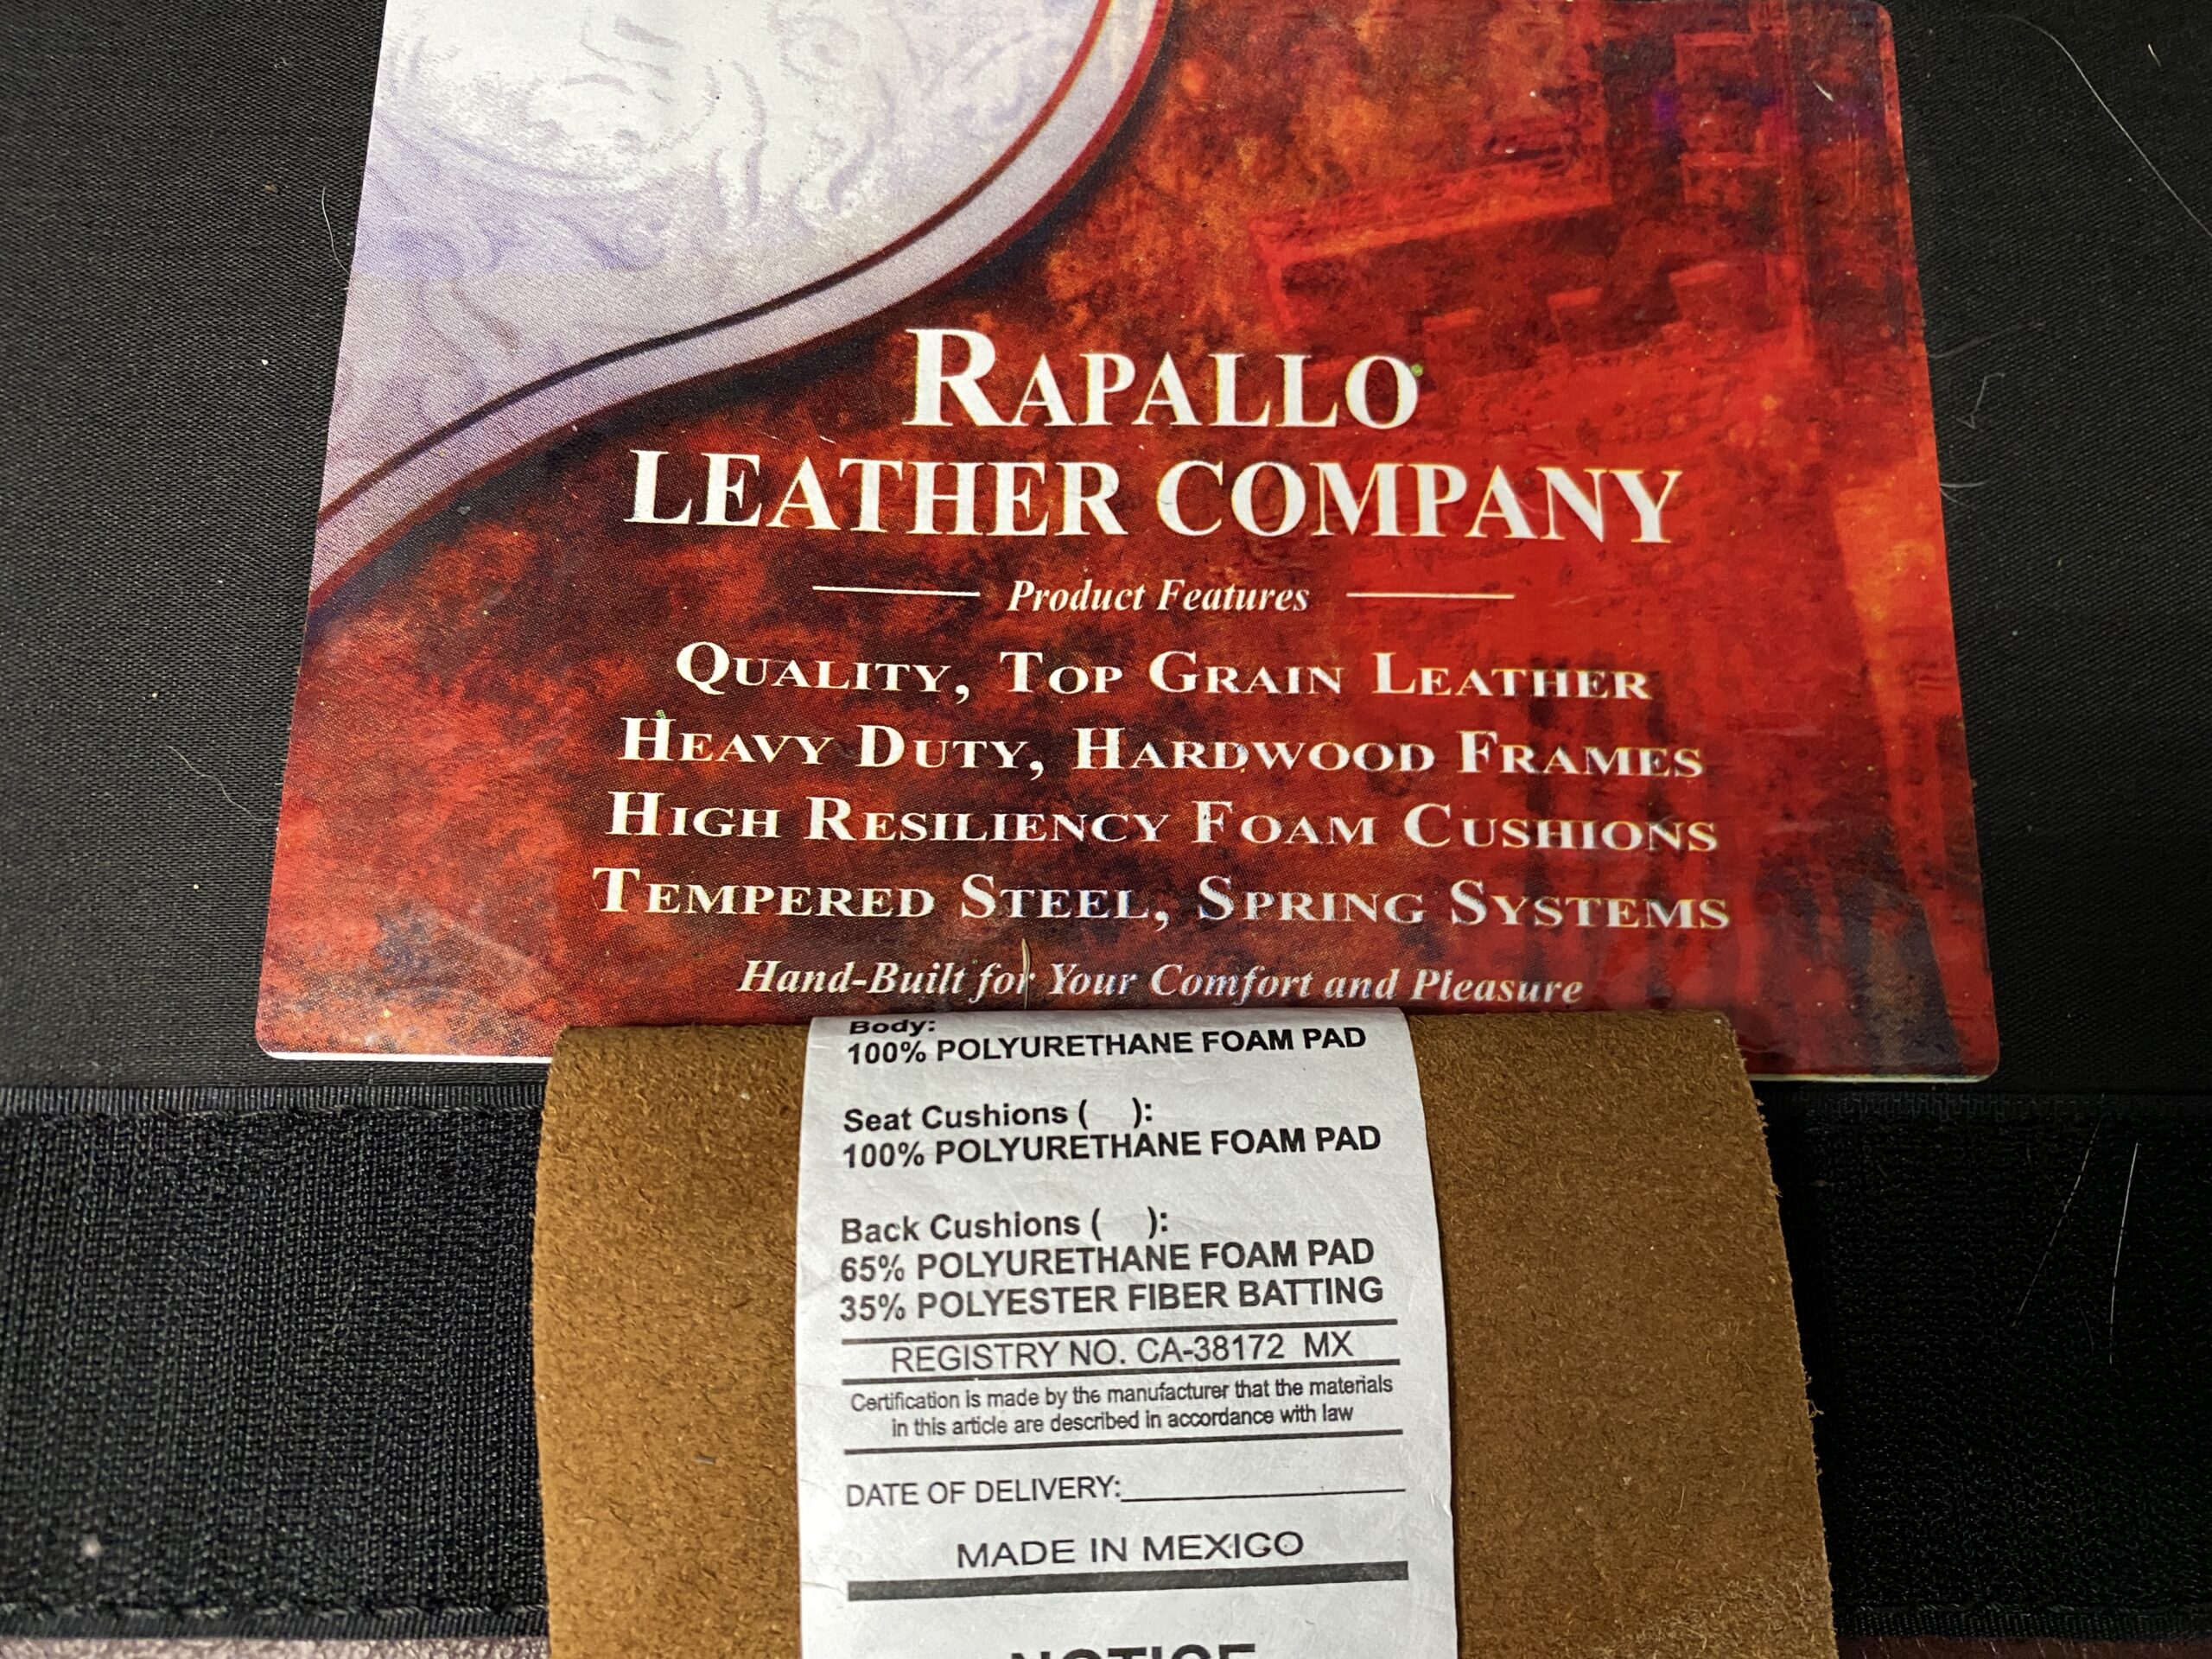 RAPALLO
LEATHER COMPANY
Product Features
QUALITY, TOP GRAIN LEATHER
HEAVY DUTY, HARDWOOD FRAMES
HIGH RESILIENCY FOAM CUSHIONS
TEMPERED STEEL, SPRING SYSTEMS
Hand-Built for Your Comfort and Pleasure
Body:
100% POLYURETHANE FOAM PAD
Seat Cushions ( ):
100% POLYURETHANE FOAM PAD
Back Cushions ( ):
65% POLYURETHANE FOAM PAD
35% POLYESTER FIBER BATTING
REGISTRY NO. CA-38172 MX
Certification is made by the manufacturer that the materials
in this article are described in accordance with law
DATE OF DELIVERY:
MADE IN MEXICO
NOTICE